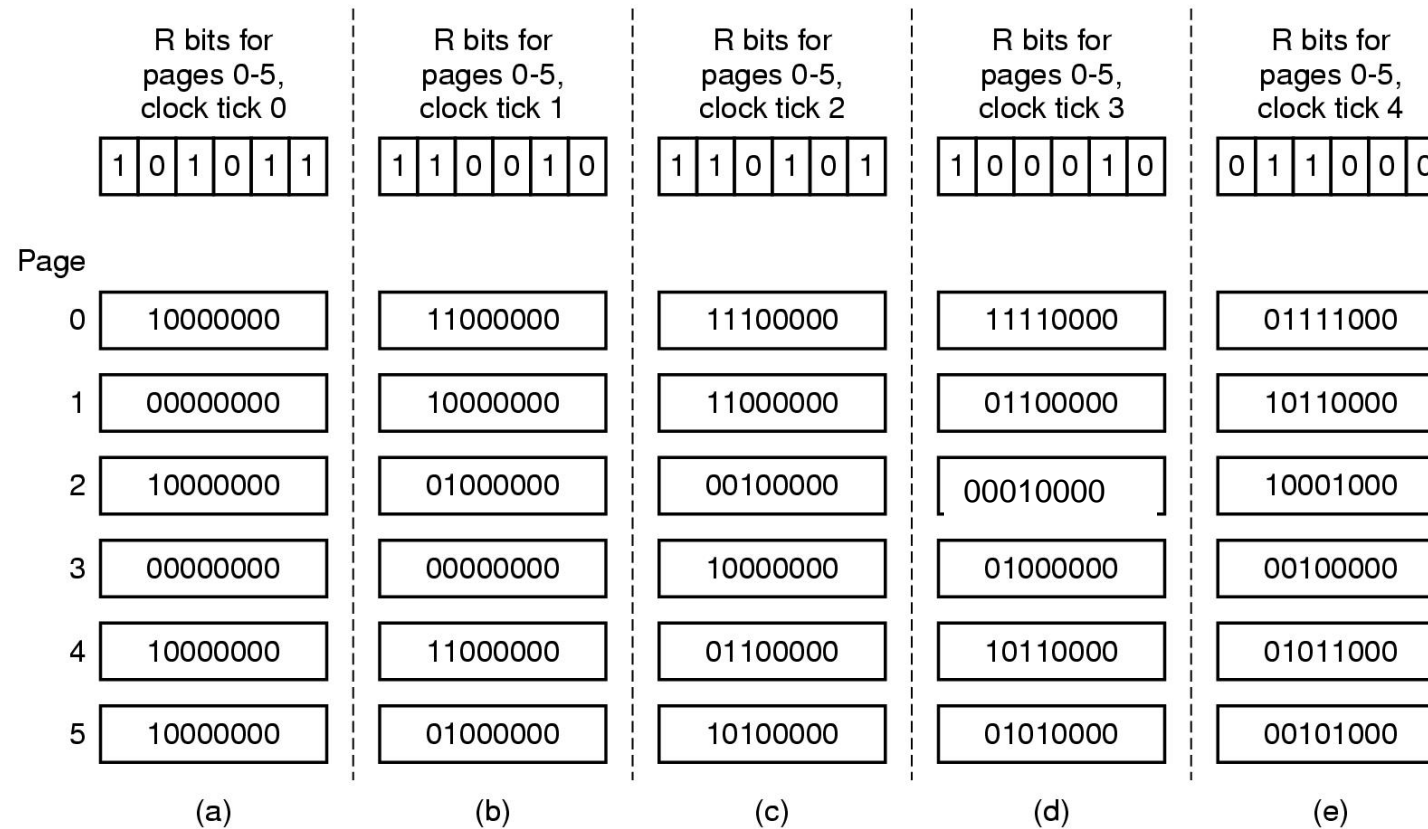 R bits for pages 0-5, clock tick 0
R bits for pages 0-5, clock tick 1
R bits for pages 0-5, clock tick 2
R bits for pages 0-5, clock tick 3
R bits for pages 0-5, clock tick 4
1 0 1 0 1 1
1 1 0 0 1 0
1 1 0 1 0 1
1 0 0 0 1 0
0 1 1 0 0 0
Page
0 10000000 11000000 11100000 11110000 01111000
1 00000000 10000000 11000000 01100000 10110000
2 10000000 01000000 00100000 00010000 10001000
3 00000000 00000000 10000000 01000000 00100000
4 10000000 11000000 01100000 10110000 01011000
5 10000000 01000000 10100000 01010000 00101000
(a) (b) (c) (d) (e)